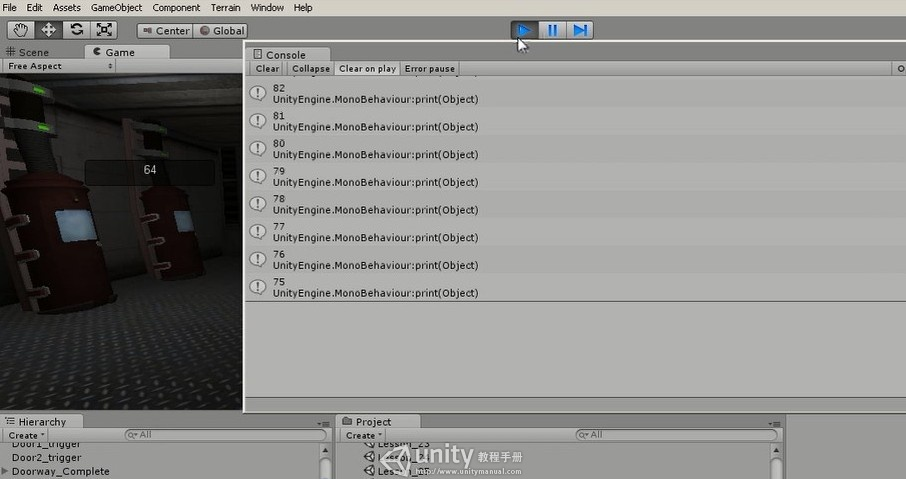 File Edit Assets GameObject Component Terrain Window Help
Center Global
Scene Game
Free Aspect
Console
Clear Collapse Clear on play Error pause
82
UnityEngine.MonoBehaviour:print(Object)
81
UnityEngine.MonoBehaviour:print(Object)
80
UnityEngine.MonoBehaviour:print(Object)
79
UnityEngine.MonoBehaviour:print(Object)
78
UnityEngine.MonoBehaviour:print(Object)
77
UnityEngine.MonoBehaviour:print(Object)
76
UnityEngine.MonoBehaviour:print(Object)
75
UnityEngine.MonoBehaviour:print(Object)
64
Hierarchy
Create All
Door1_trigger
Door2_trigger
Doorway_Complete
Project
Create All
Lesson_23
unity 教程手册
http://www.unitymanual.com